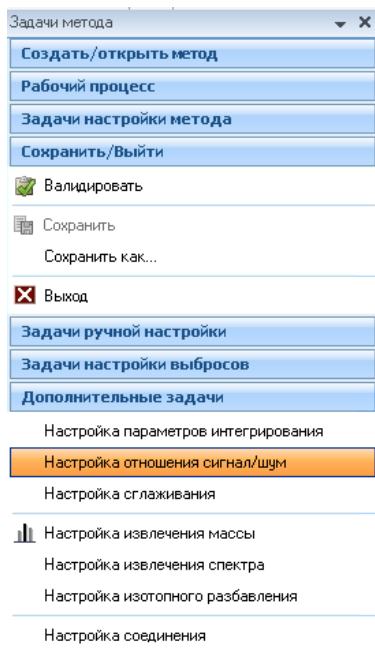 Задачи метода
Создать/открыть метод
Рабочий процесс
Задачи настройки метода
Сохранить/Выйти
Валидировать
Сохранить
Сохранить как...
Выход
Задачи ручной настройки
Задачи настройки выбросов
Дополнительные задачи
Настройка параметров интегрирования
Настройка отношения сигнал/шум
Настройка сглаживания
Настройка извлечения массы
Настройка извлечения спектра
Настройка изотопного разбавления
Настройка соединения